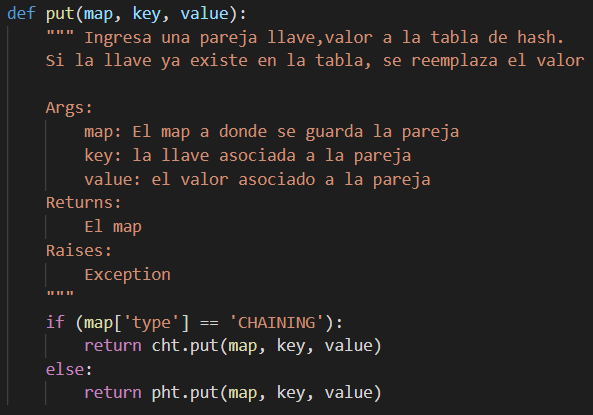 def put(map, key, value):
    """ Ingresa una pareja llave,valor a la tabla de hash.
    Si la llave ya existe en la tabla, se reemplaza el valor
    Args:
        map: El map a donde se guarda la pareja
        key: la llave asociada a la pareja
        value: el valor asociado a la pareja
    Returns:
        El map
    Raises:
        Exception
    """
    if (map['type'] == 'CHAINING'):
        return cht.put(map, key, value)
    else:
        return pht.put(map, key, value)